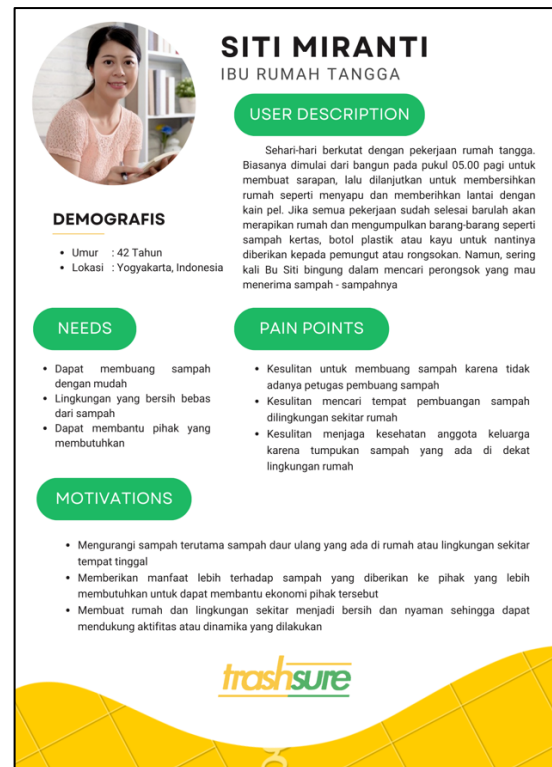 SITI MIRANTI
IBU RUMAH TANGGA
USER DESCRIPTION
Sehari-hari berkutat dengan pekerjaan rumah tangga.
Biasanya dimulai dari bangun pada pukul 05.00 pagi untuk
membuat sarapan, lalu dilanjutkan untuk membersihkan
rumah seperti menyapu dan memberihkan lantai dengan
kain pel. Jika semua pekerjaan sudah selesai barulah akan
merapikan rumah dan mengumpulkan barang-barang seperti
sampah kertas, botol plastik atau kayu untuk nantinya
diberikan kepada pemungut atau rongsokan. Namun, sering
kali Bu Siti bingung dalam mencari perongsok yang mau
menerima sampah - sampahnya
DEMOGRAFIS
• Umur : 42 Tahun
• Lokasi : Yogyakarta, Indonesia
NEEDS
• Dapat membuang sampah
dengan mudah
• Lingkungan yang bersih bebas
dari sampah
• Dapat membantu pihak yang
membutuhkan
PAIN POINTS
• Kesulitan untuk membuang sampah karena tidak
adanya petugas pembuang sampah
• Kesulitan mencari tempat pembuangan sampah
dilingkungan sekitar rumah
• Kesulitan menjaga kesehatan anggota keluarga
karena tumpukan sampah yang ada di dekat
lingkungan rumah
MOTIVATIONS
• Mengurangi sampah terutama sampah daur ulang yang ada di rumah atau lingkungan sekitar
tempat tinggal
• Memberikan manfaat lebih terhadap sampah yang diberikan ke pihak yang lebih
membutuhkan untuk dapat membantu ekonomi pihak tersebut
• Membuat rumah dan lingkungan sekitar menjadi bersih dan nyaman sehingga dapat
mendukung aktifitas atau dinamika yang dilakukan
trashsure